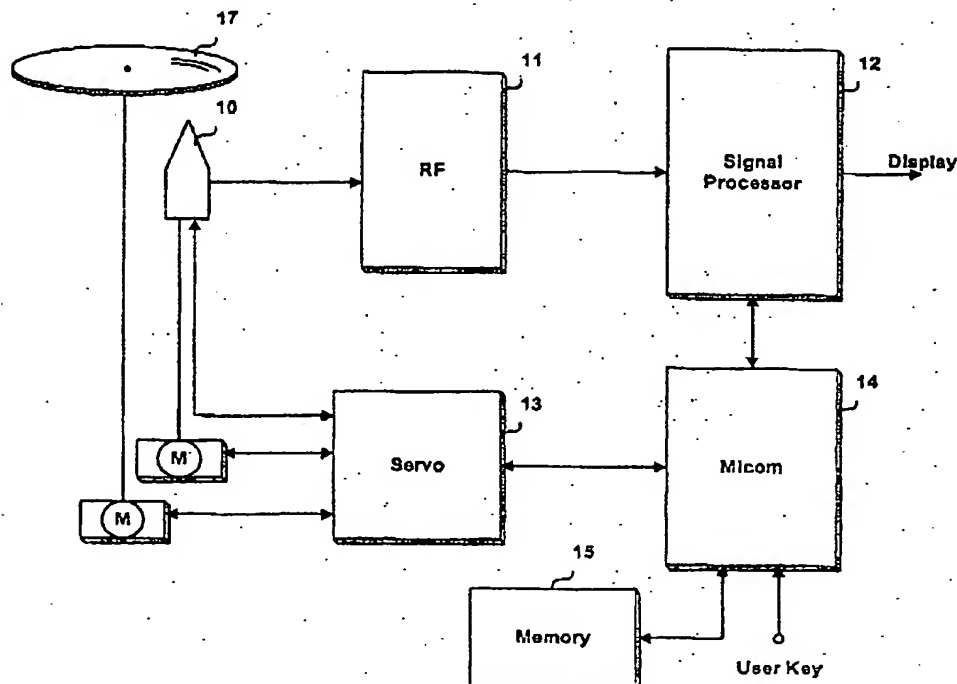 17
10
11
RF
12
Signal
Processor
Display
13
Servo
14
Micom
M
M
15
Memory
User Key